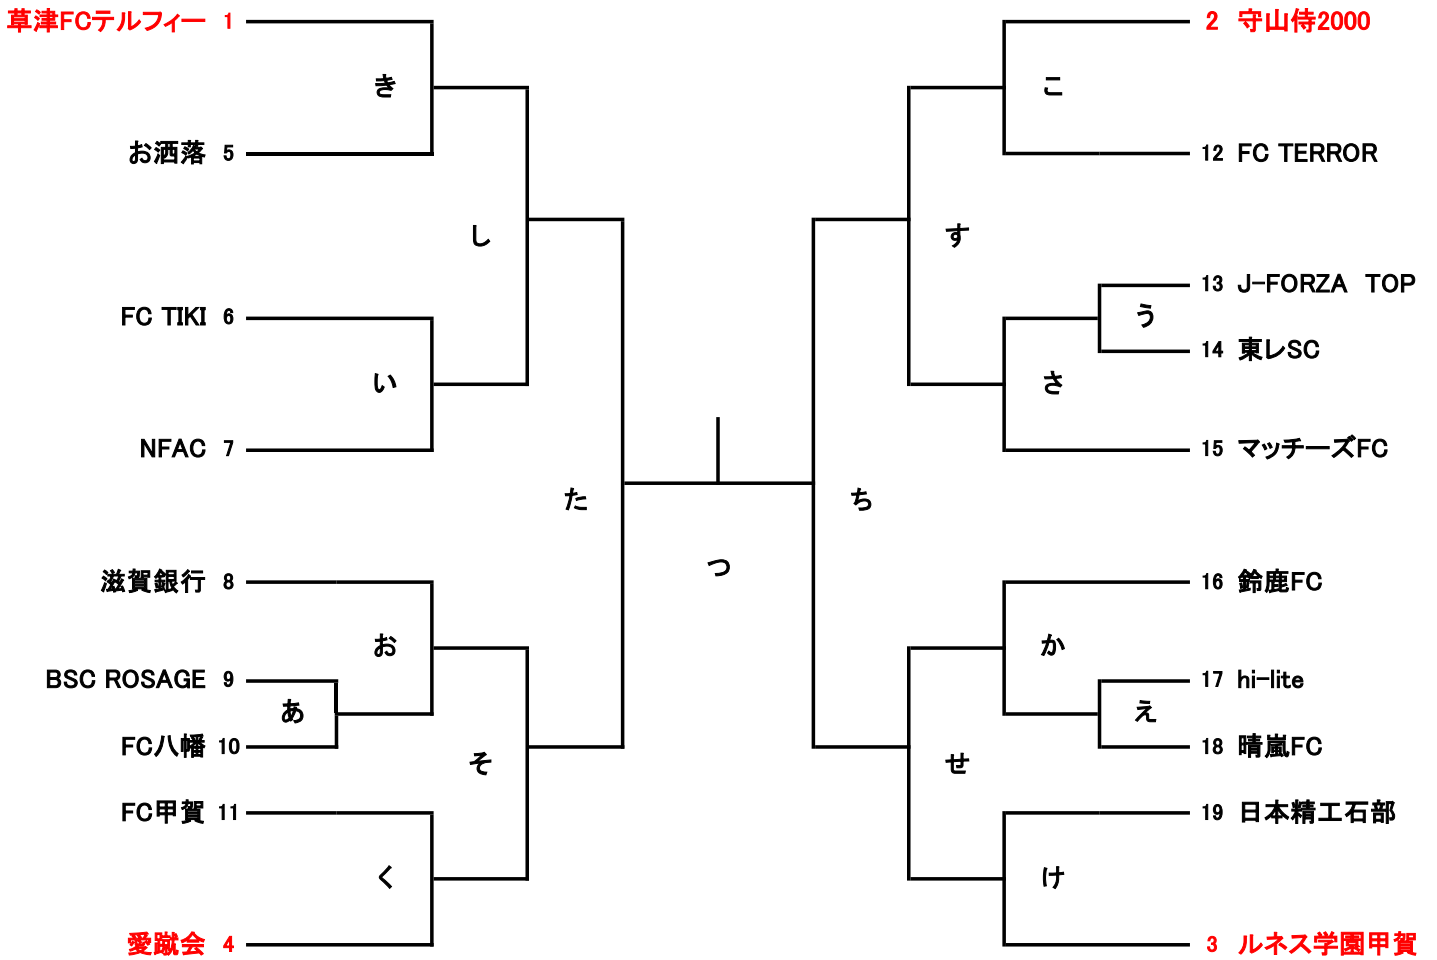 草津FCテルフィー 1
き
お洒落 5
し
FC TIKI 6
い
NFAC 7
た
滋賀銀行 8
お
BSC ROSAGE 9
あ
FC八幡 10
そ
FC甲賀 11
く
愛蹴会 4
つ
2 守山侍2000
こ
12 FC TERROR
す
13 J-FORZA TOP
う
14 東レSC
さ
15 マッチーズFC
ち
16 鈴鹿FC
か
17 hi-lite
え
18 晴嵐FC
せ
19 日本精工石部
け
3 ルネス学園甲賀